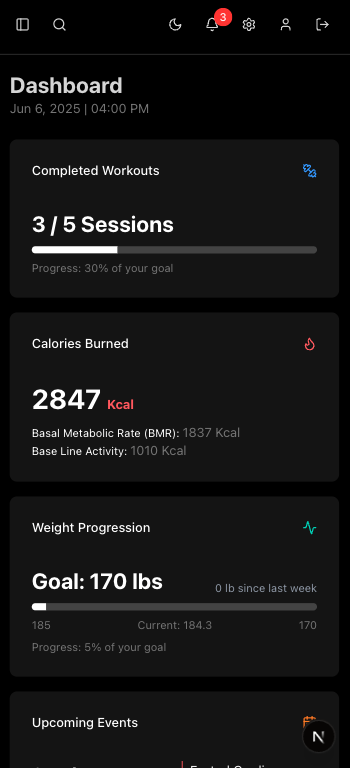 3
Dashboard
Jun 6, 2025 | 04:00 PM
Completed Workouts
3 / 5 Sessions
Progress: 30% of your goal
Calories Burned
2847 Kcal
Basal Metabolic Rate (BMR): 1837 Kcal
Base Line Activity: 1010 Kcal
Weight Progression
Goal: 170 lbs 0 lb since last week
185 Current: 184.3 170
Progress: 5% of your goal
Upcoming Events
N